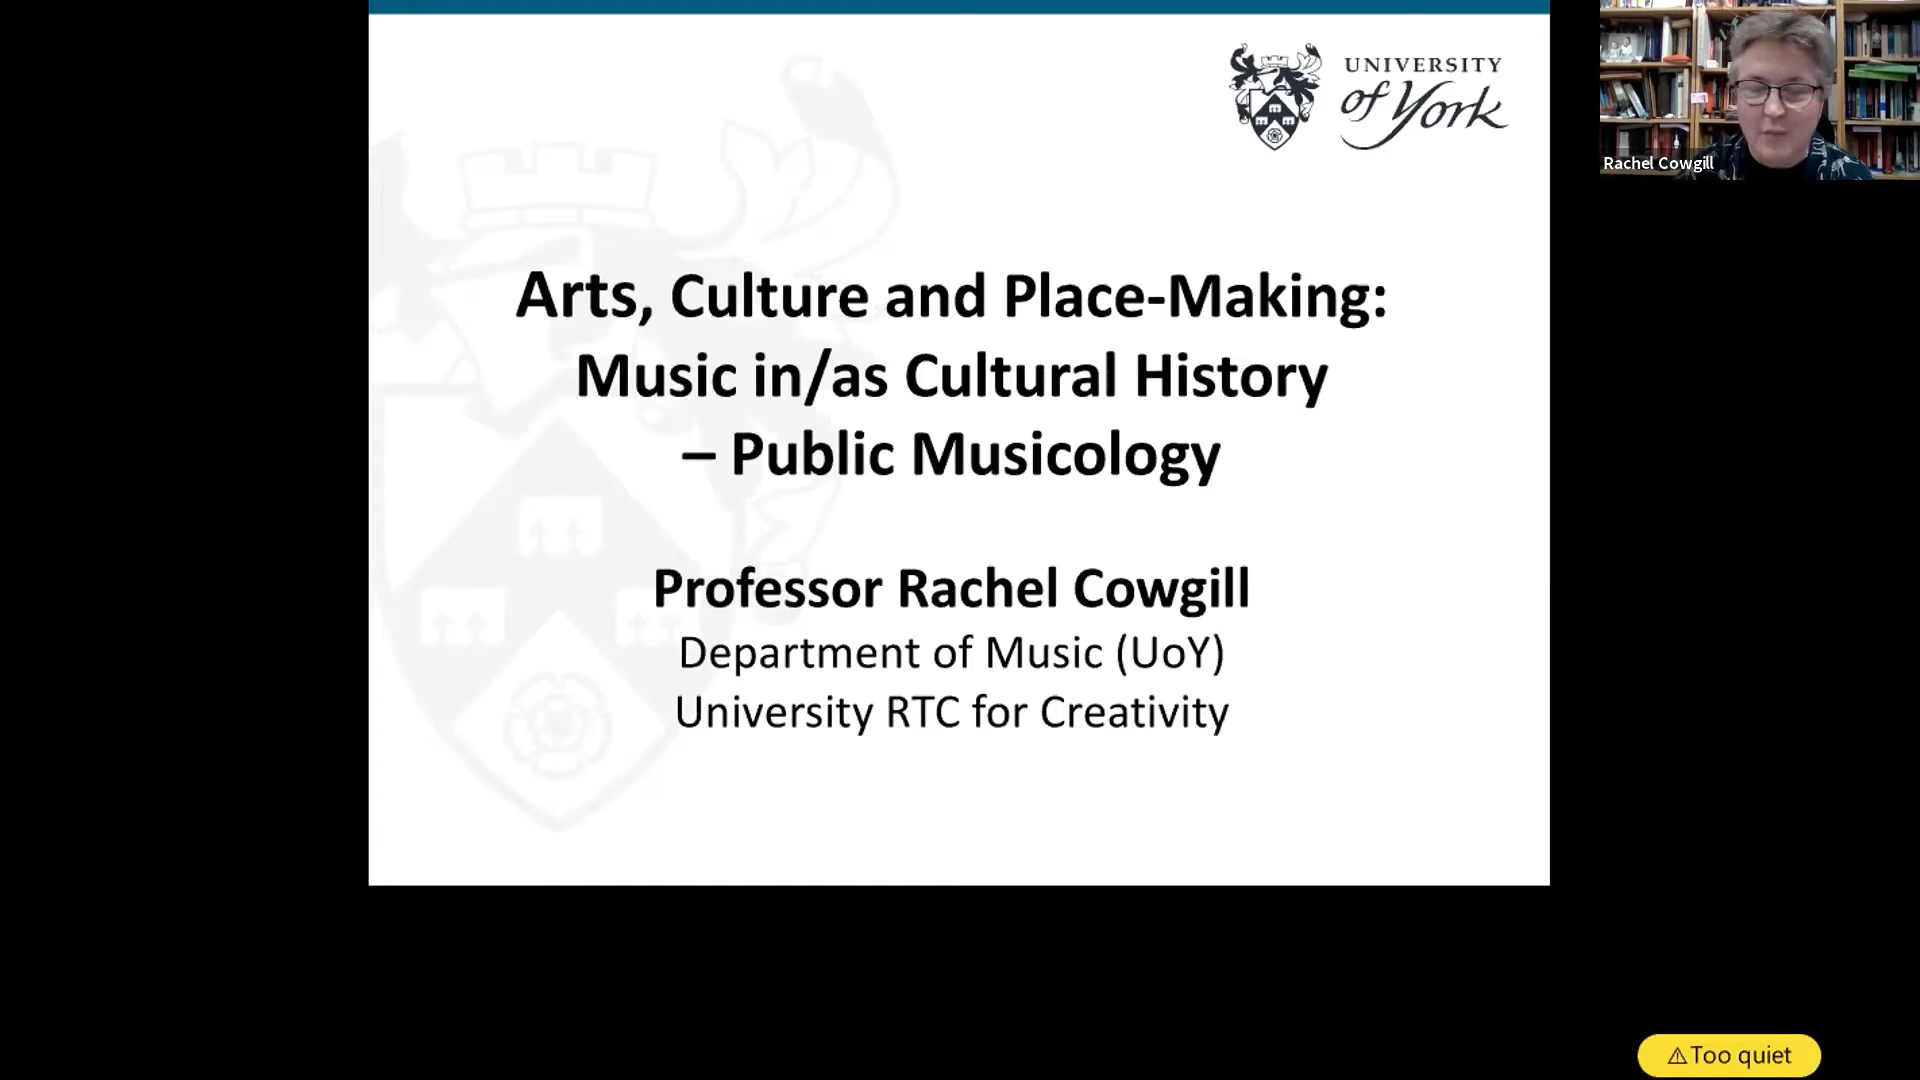 UNIVERSITY
of York
Rachel Cowgill
Arts, Culture and Place-Making:
Music in/as Cultural History
– Public Musicology
Professor Rachel Cowgill
Department of Music (UoY)
University RTC for Creativity
⚠Too quiet